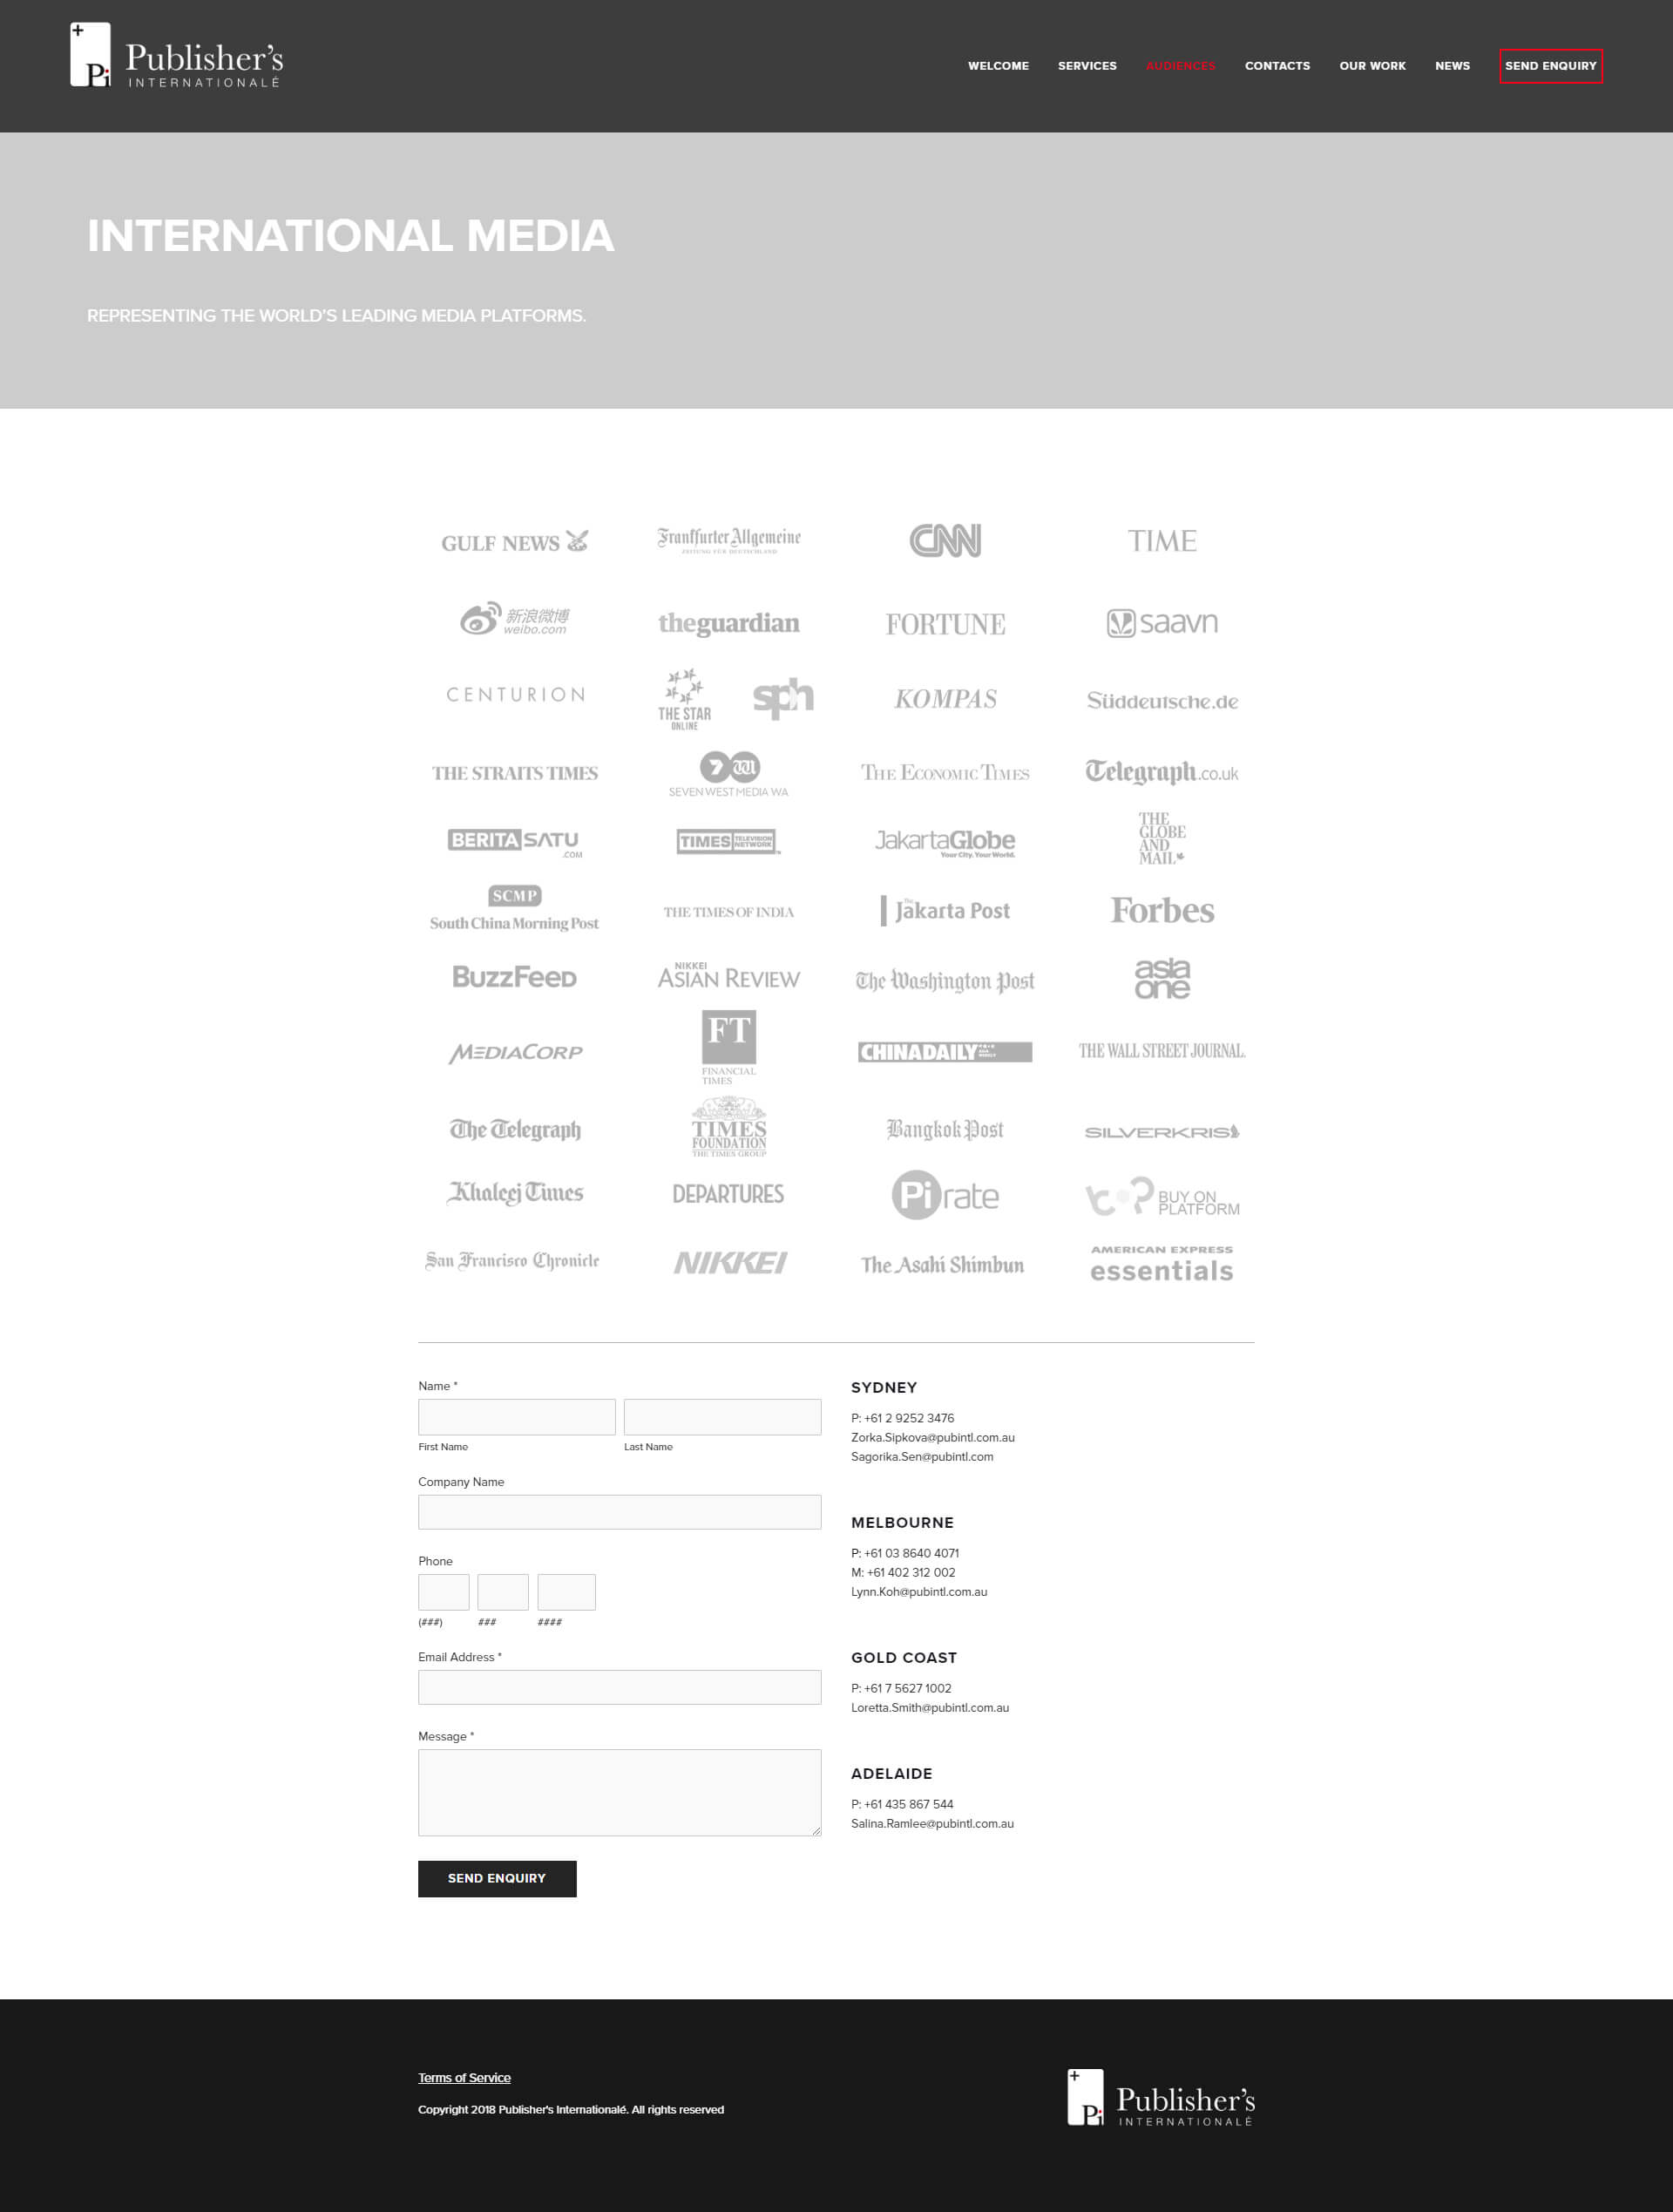 Pi Publisher's
INTERNATIONALÉ
WELCOME SERVICES AUDIENCES CONTACTS OUR WORK NEWS SEND ENQUIRY
INTERNATIONAL MEDIA
REPRESENTING THE WORLD'S LEADING MEDIA PLATFORMS.
GULF NEWS
Frankfurter Allgemeine
ZEITUNG FÜR DEUTSCHLAND
CNN
TIME
新浪微博
weibo.com
theguardian
FORTUNE
saavn
CENTURION
THE STAR
ONLINE
sph
KOMPAS
Süddeutsche.de
THE STRAITS TIMES
7 W
SEVEN WEST MEDIA WA
THE ECONOMIC TIMES
Telegraph.co.uk
BERITA SATU
.COM
TIMES TELEVISION
NETWORK
JakartaGlobe
Your City. Your World.
THE
GLOBE
AND
MAIL
SCMP
South China Morning Post
THE TIMES OF INDIA
The
Jakarta Post
Forbes
BuzzFeed
NIKKEI
ASIAN REVIEW
The Washington Post
asia
one
MEDIACORP
FT
FINANCIAL
TIMES
CHINADAILY
THE WALL STREET JOURNAL.
The Telegraph
TIMES
FOUNDATION
THE TIMES GROUP
Bangkok Post
SILVERKRIS
Khaleej Times
DEPARTURES
Pirate
BUY ON
PLATFORM
San Francisco Chronicle
NIKKEI
The Asahi Shimbun
AMERICAN EXPRESS
essentials
Name *
First Name Last Name
Company Name
Phone
(###) ### ####
Email Address *
Message *
SEND ENQUIRY
SYDNEY
P: +61 2 9252 3476
Zorka.Sipkova@pubintl.com.au
Sagorika.Sen@pubintl.com
MELBOURNE
P: +61 03 8640 4071
M: +61 402 312 002
Lynn.Koh@pubintl.com.au
GOLD COAST
P: +61 7 5627 1002
Loretta.Smith@pubintl.com.au
ADELAIDE
P: +61 435 867 544
Salina.Ramlee@pubintl.com.au
Terms of Service
Copyright 2018 Publisher's Internationalé. All rights reserved
Pi Publisher's
INTERNATIONALÉ